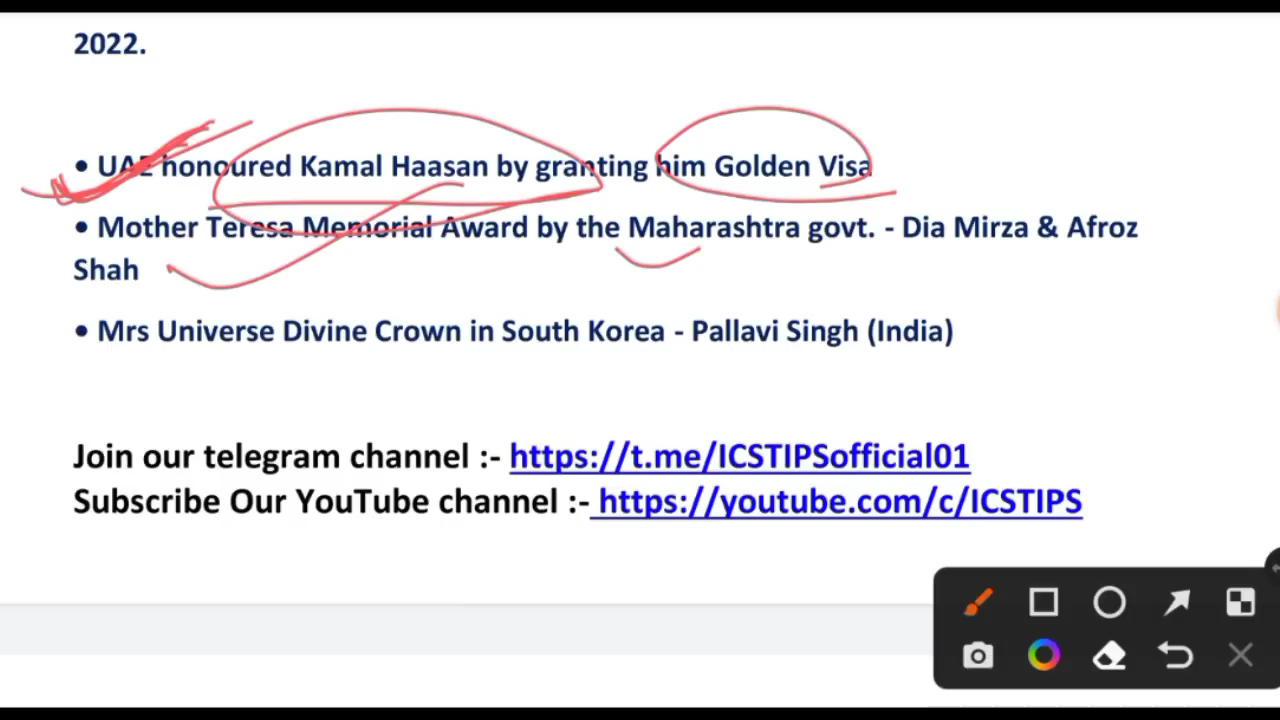 2022.
• UAE honoured Kamal Haasan by granting him Golden Visa
• Mother Teresa Memorial Award by the Maharashtra govt. - Dia Mirza & Afroz
Shah
• Mrs Universe Divine Crown in South Korea - Pallavi Singh (India)
Join our telegram channel :- https://t.me/ICSTIPSofficial01
Subscribe Our YouTube channel :- https://youtube.com/c/ICSTIPS